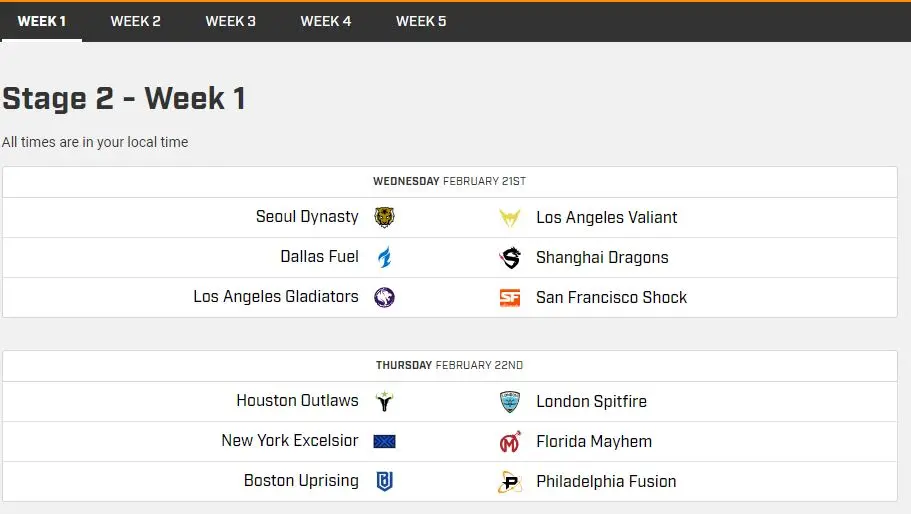 WEEK 1 WEEK 2 WEEK 3 WEEK 4 WEEK 5
Stage 2 - Week 1
All times are in your local time
WEDNESDAY FEBRUARY 21ST
Seoul Dynasty Los Angeles Valiant
Dallas Fuel Shanghai Dragons
Los Angeles Gladiators SF San Francisco Shock
THURSDAY FEBRUARY 22ND
Houston Outlaws London Spitfire
New York Excelsior Florida Mayhem
Boston Uprising Philadelphia Fusion